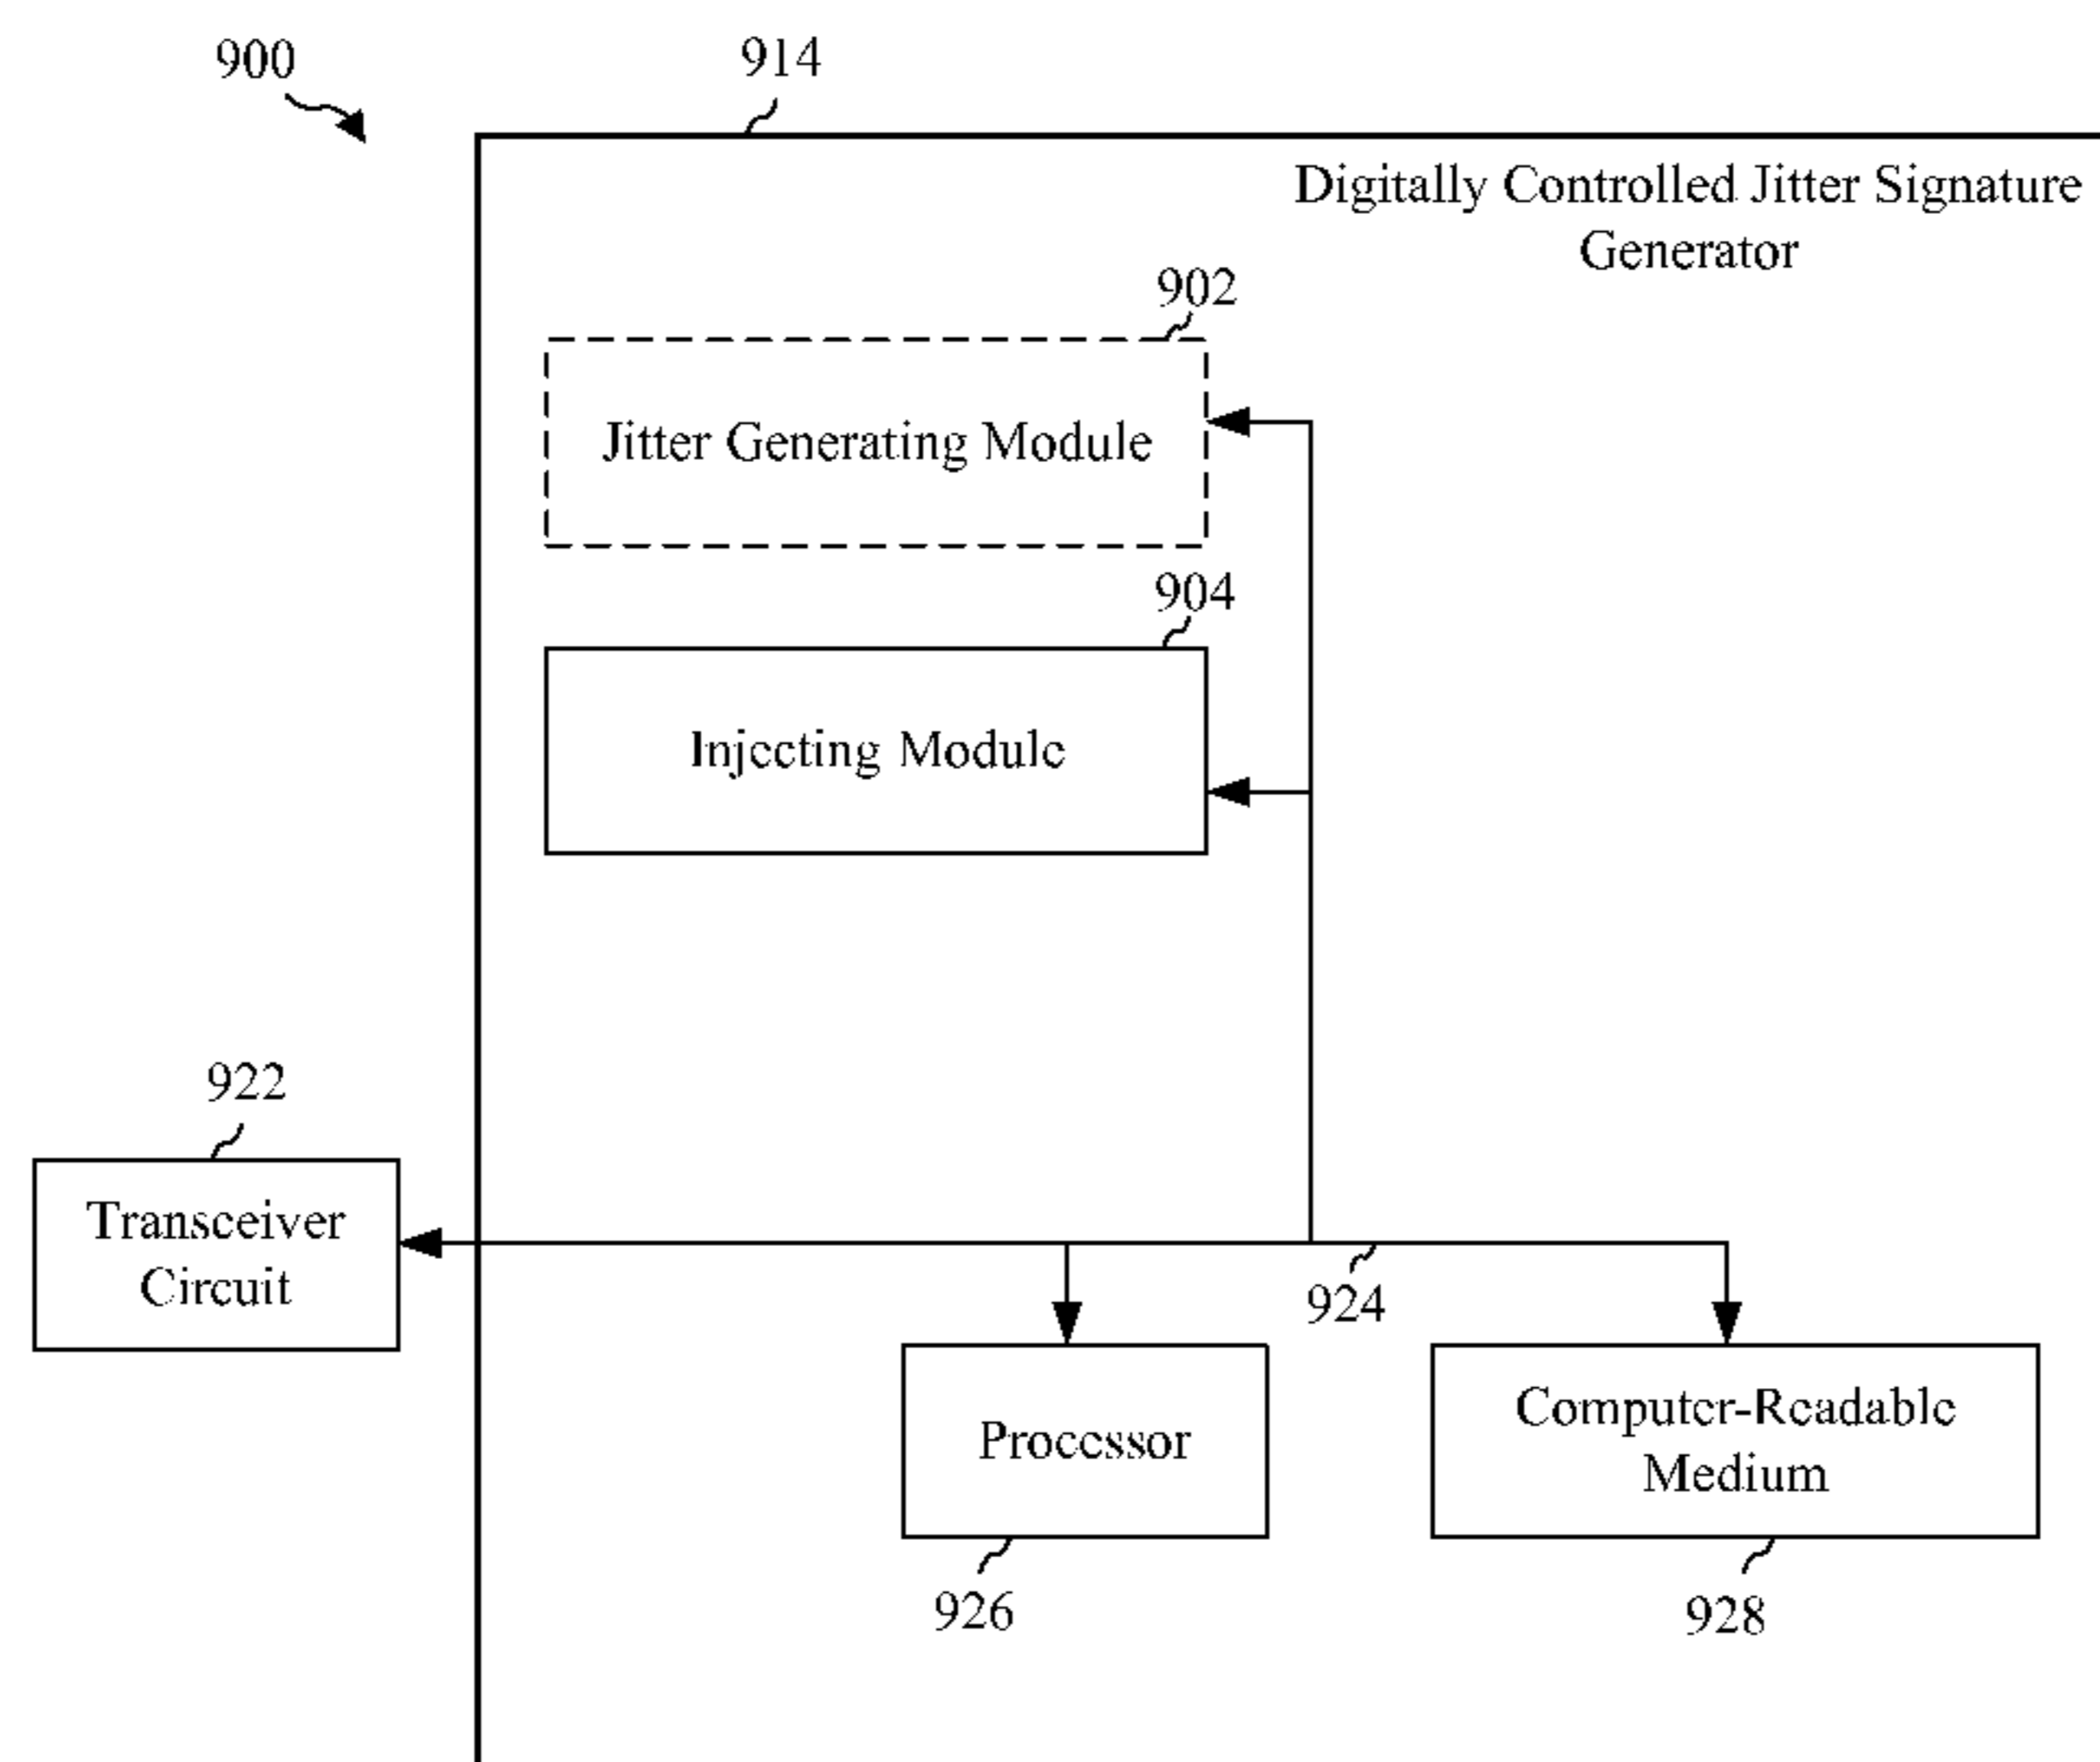 900
914
Digitally Controlled Jitter Signature
Generator
902
Jitter Generating Module
904
Injecting Module
922
Transceiver
Circuit
924
Processor
Computer-Readable
Medium
926
928